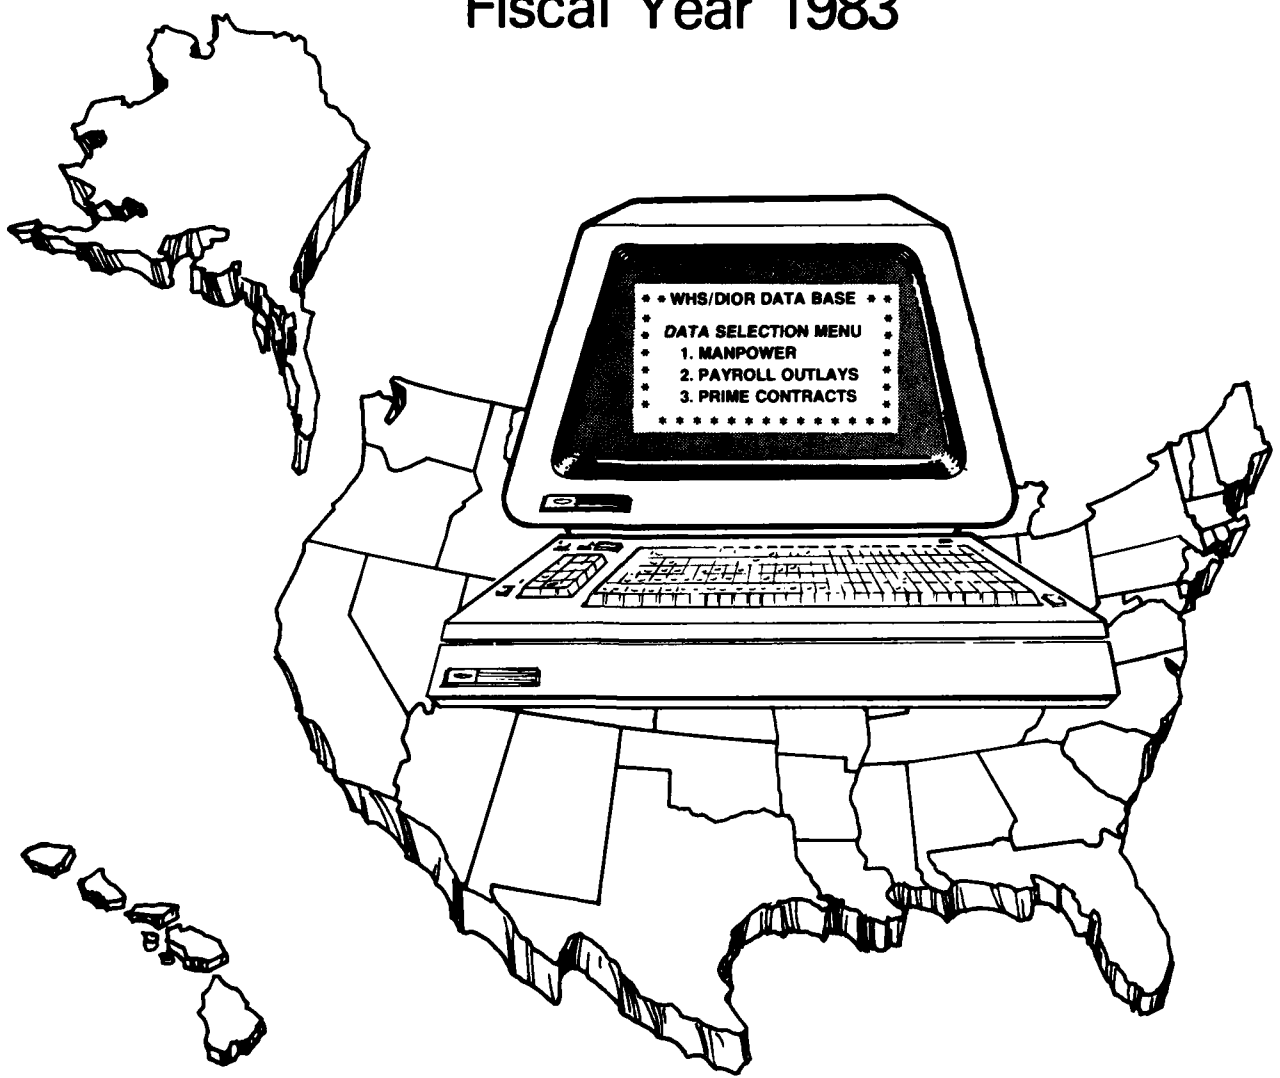 Fiscal Year 1983
* * WHS/DIOR DATA BASE * *
DATA SELECTION MENU
1. MANPOWER
2. PAYROLL OUTLAYS
3. PRIME CONTRACTS
* * * * * * * * * * * * * *